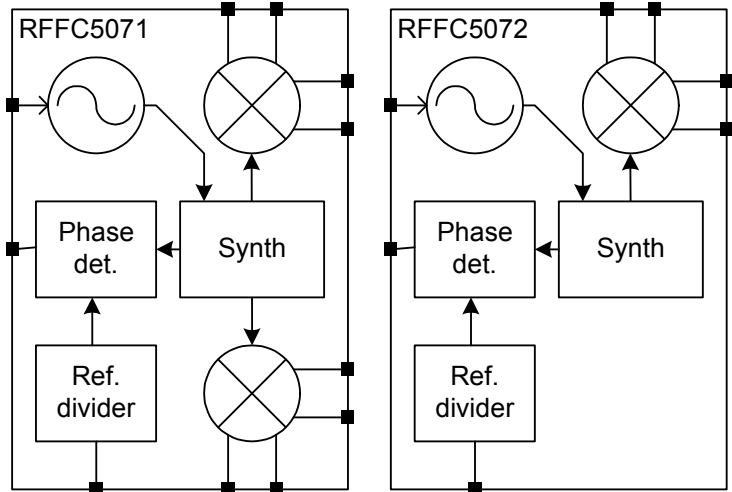 RFFC5071
Phase
det.
Synth
Ref.
divider
RFFC5072
Phase
det.
Synth
Ref.
divider